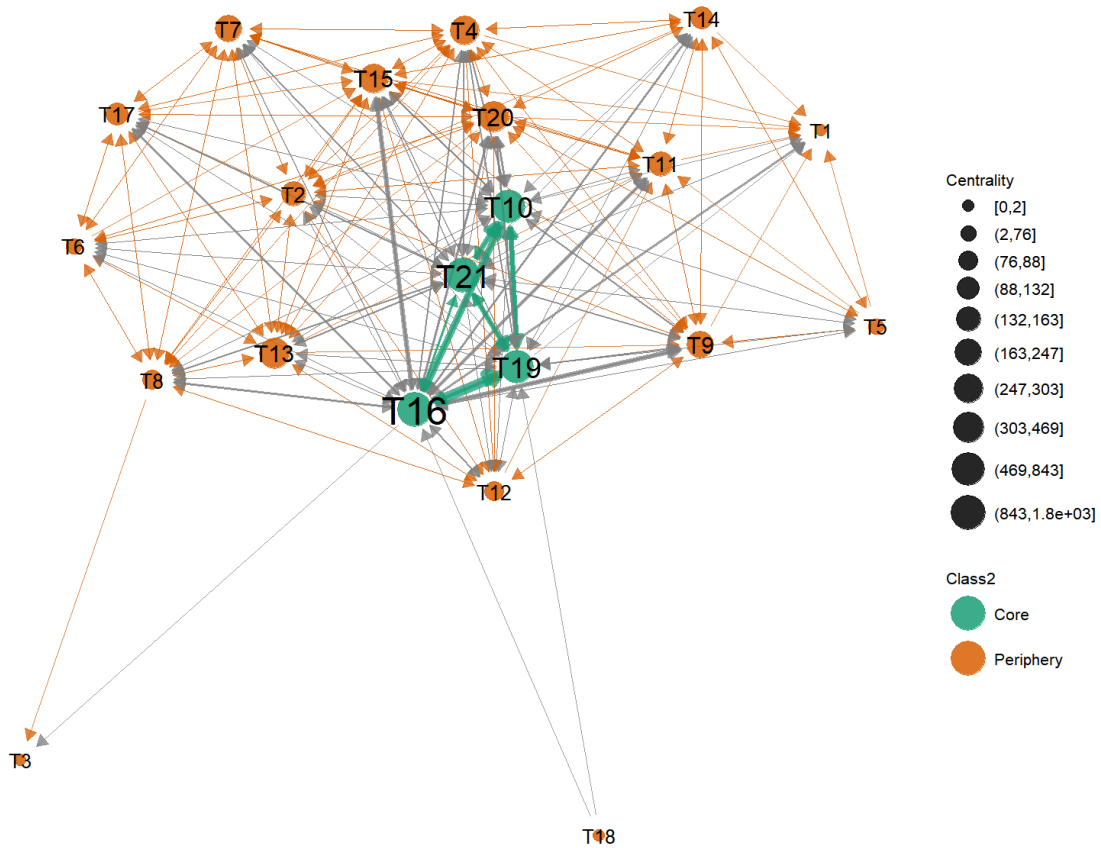 T14
T7
T4
T15
T17
T20
T1
T11
T2
T10
T6
T21
T5
T9
T13
T19
T8
T16
T12
T3
T18
Centrality
[0,2]
(2,76]
(76,88]
(88,132]
(132,163]
(163,247]
(247,303]
(303,469]
(469,843]
(843,1.8e+03]
Class2
Core
Periphery